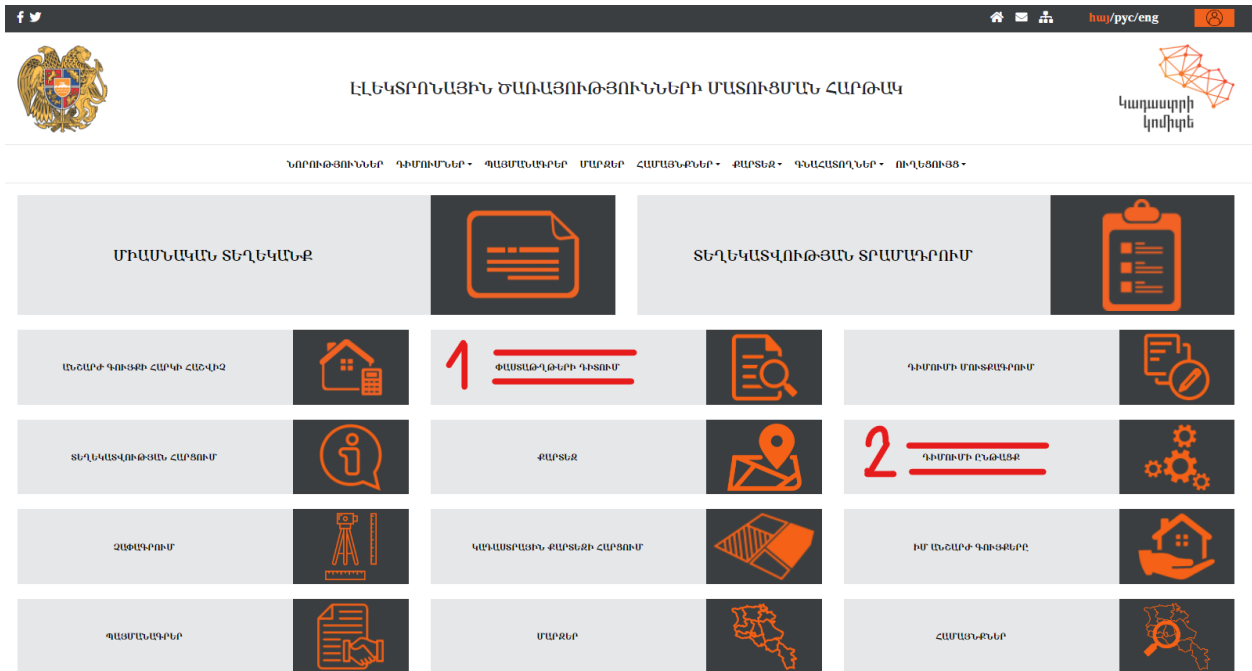 հայ/рус/eng
ԷԼԵԿՏՐՈՆԱՅԻՆ ԾԱՌԱՅՈՒԹՅՈՒՆՆԵՐԻ ՄԱՏՈՒՑՄԱՆ ՀԱՐԹԱԿ
Կադաստրի
կոմիտե
ՆՈՐՈՒԹՅՈՒՆՆԵՐ ԴԻՄՈՒՄՆԵՐ ՊԱՅՄԱՆԱԳՐԵՐ ՄԱՐԶԵՐ ՀԱՄԱՅՆՔՆԵՐ ՔԱՐՏԵԶ ԳՆԱՀԱՏՈՂՆԵՐ ՈՒՂԵՑՈՒՅՑ
ՄԻԱՍՆԱԿԱՆ ՏԵՂԵԿԱՆՔ
ՏԵՂԵԿԱՏՎՈՒԹՅԱՆ ՏՐԱՄԱԴՐՈՒՄ
ԱՆՇԱՐԺ ԳՈՒՅՔԻ ՀԱՐԿԻ ՀԱՇՎԻՉ
1 ՓԱՍՏԱԹՂԹԵՐԻ ԴԻՏՈՒՄ
ԴԻՄՈՒՄԻ ՄՈՒՏՔԱԳՐՈՒՄ
ՏԵՂԵԿԱՏՎՈՒԹՅԱՆ ՀԱՐՑՈՒՄ
ՔԱՐՏԵԶ
2 ԴԻՄՈՒՄԻ ԸՆԹԱՑՔ
ՉԱՓԱԳՐՈՒՄ
ԿԱԴԱՍՏՐԱՅԻՆ ՔԱՐՏԵԶԻ ՀԱՐՑՈՒՄ
ԻՄ ԱՆՇԱՐԺ ԳՈՒՅՔԵՐԸ
ՊԱՅՄԱՆԱԳՐԵՐ
ՄԱՐԶԵՐ
ՀԱՄԱՅՆՔՆԵՐ